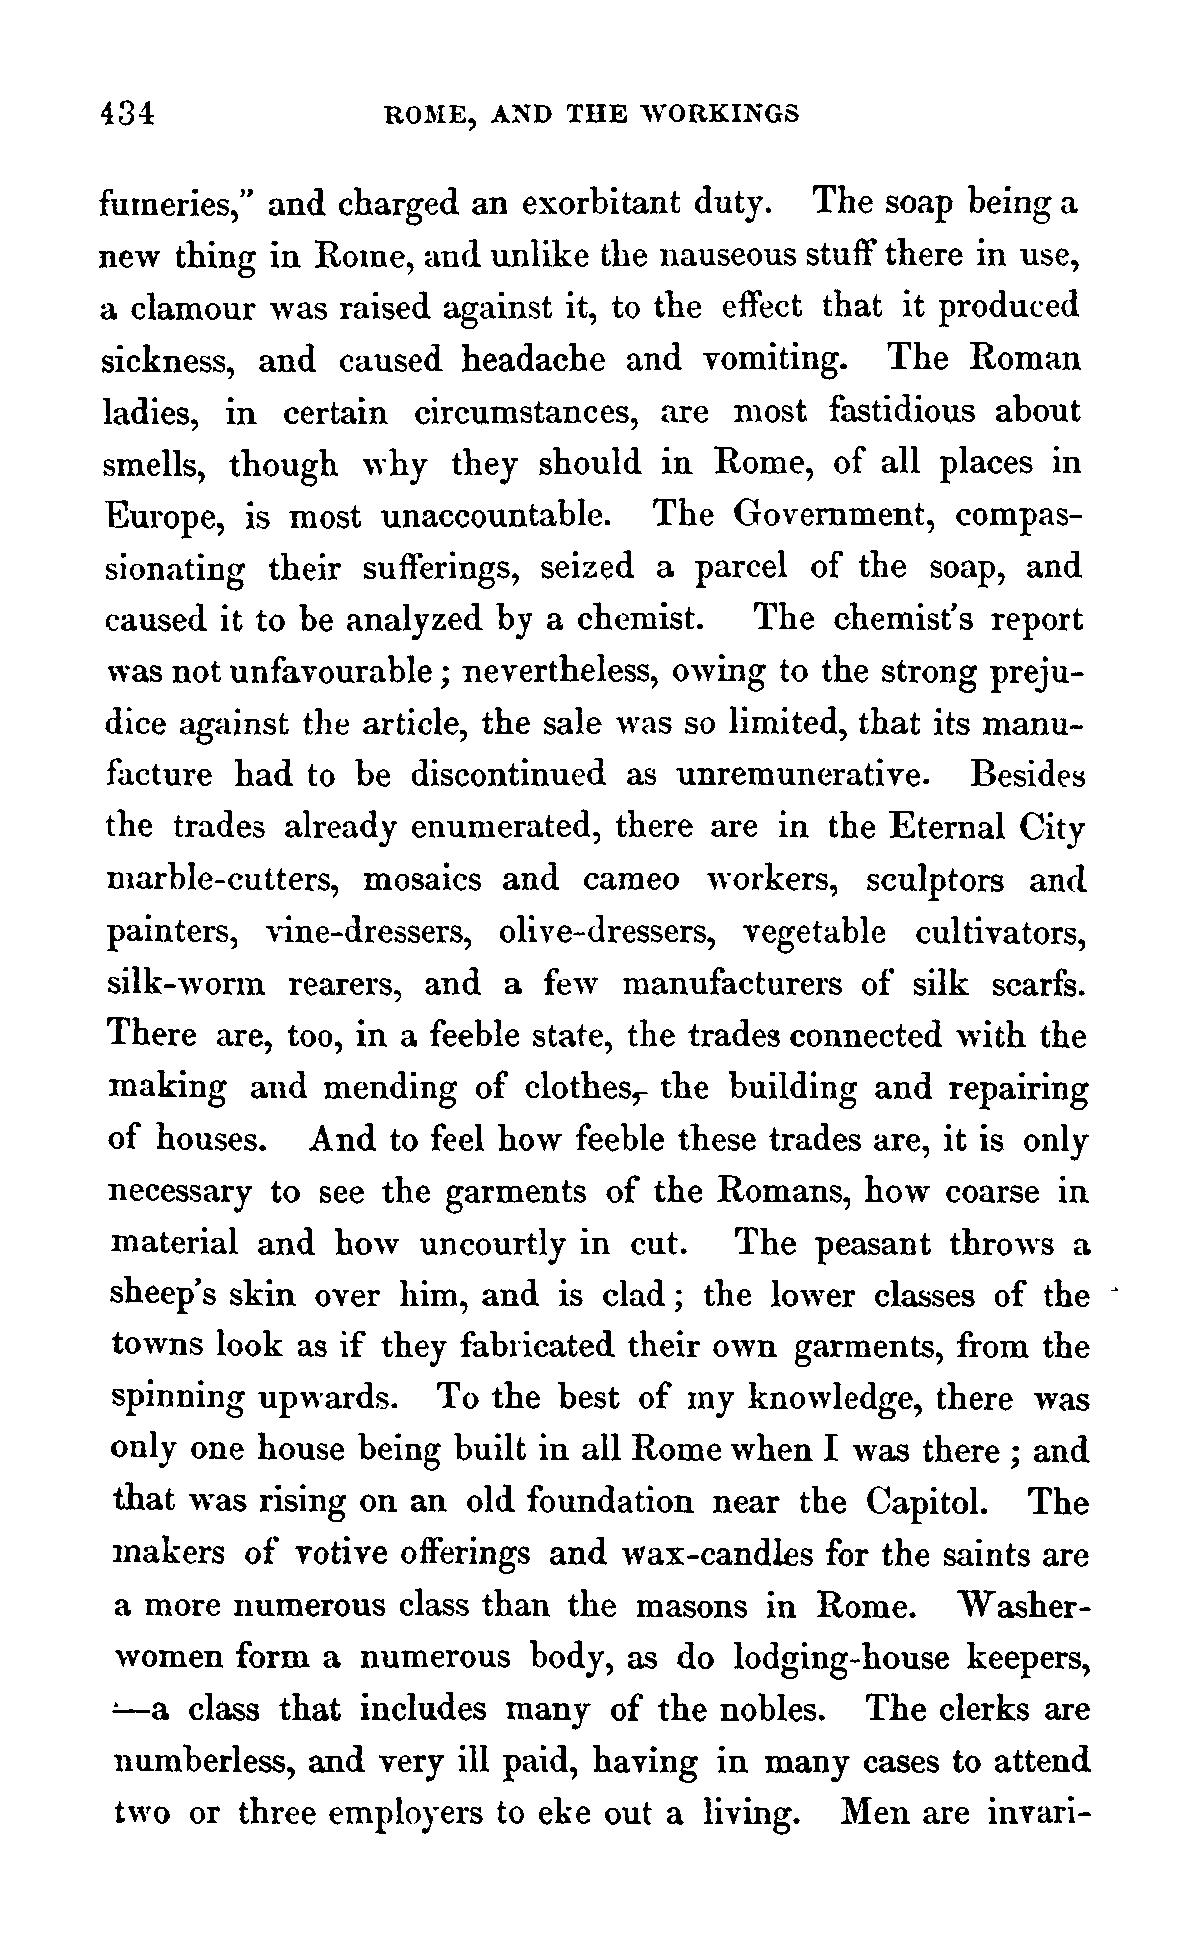 434 ROME, AND THE WORKINGS
fumeries,” and charged an exorbitant duty. The soap being a
new thing in Rome, and unlike the nauseous stuff there in use,
a clamour was raised against it, to the effect that it produced
sickness, and caused headache and vomiting. The Roman
ladies, in certain circumstances, are most fastidious about
smells, though why they should in Rome, of all places in
Europe, is most unaccountable. The Government, compas-
sionating their sufferings, seized a parcel of the soap, and
caused it to be analyzed by a chemist. The chemist’s report
was not unfavourable; nevertheless, owing to the strong preju-
dice against the article, the sale was so limited, that its manu-
facture had to be discontinued as unremunerative. Besides
the trades already enumerated, there are in the Eternal City
marble-cutters, mosaics and cameo workers, sculptors and
painters, vine-dressers, olive-dressers, vegetable cultivators,
silk-worm rearers, and a few manufacturers of silk scarfs.
There are, too, in a feeble state, the trades connected with the
making and mending of clothes, the building and repairing
of houses. And to feel how feeble these trades are, it is only
necessary to see the garments of the Romans, how coarse in
material and how uncourtly in cut. The peasant throws a
sheep’s skin over him, and is clad; the lower classes of the
towns look as if they fabricated their own garments, from the
spinning upwards. To the best of my knowledge, there was
only one house being built in all Rome when I was there; and
that was rising on an old foundation near the Capitol. The
makers of votive offerings and wax-candles for the saints are
a more numerous class than the masons in Rome. Washer-
women form a numerous body, as do lodging-house keepers,
—a class that includes many of the nobles. The clerks are
numberless, and very ill paid, having in many cases to attend
two or three employers to eke out a living. Men are invari-